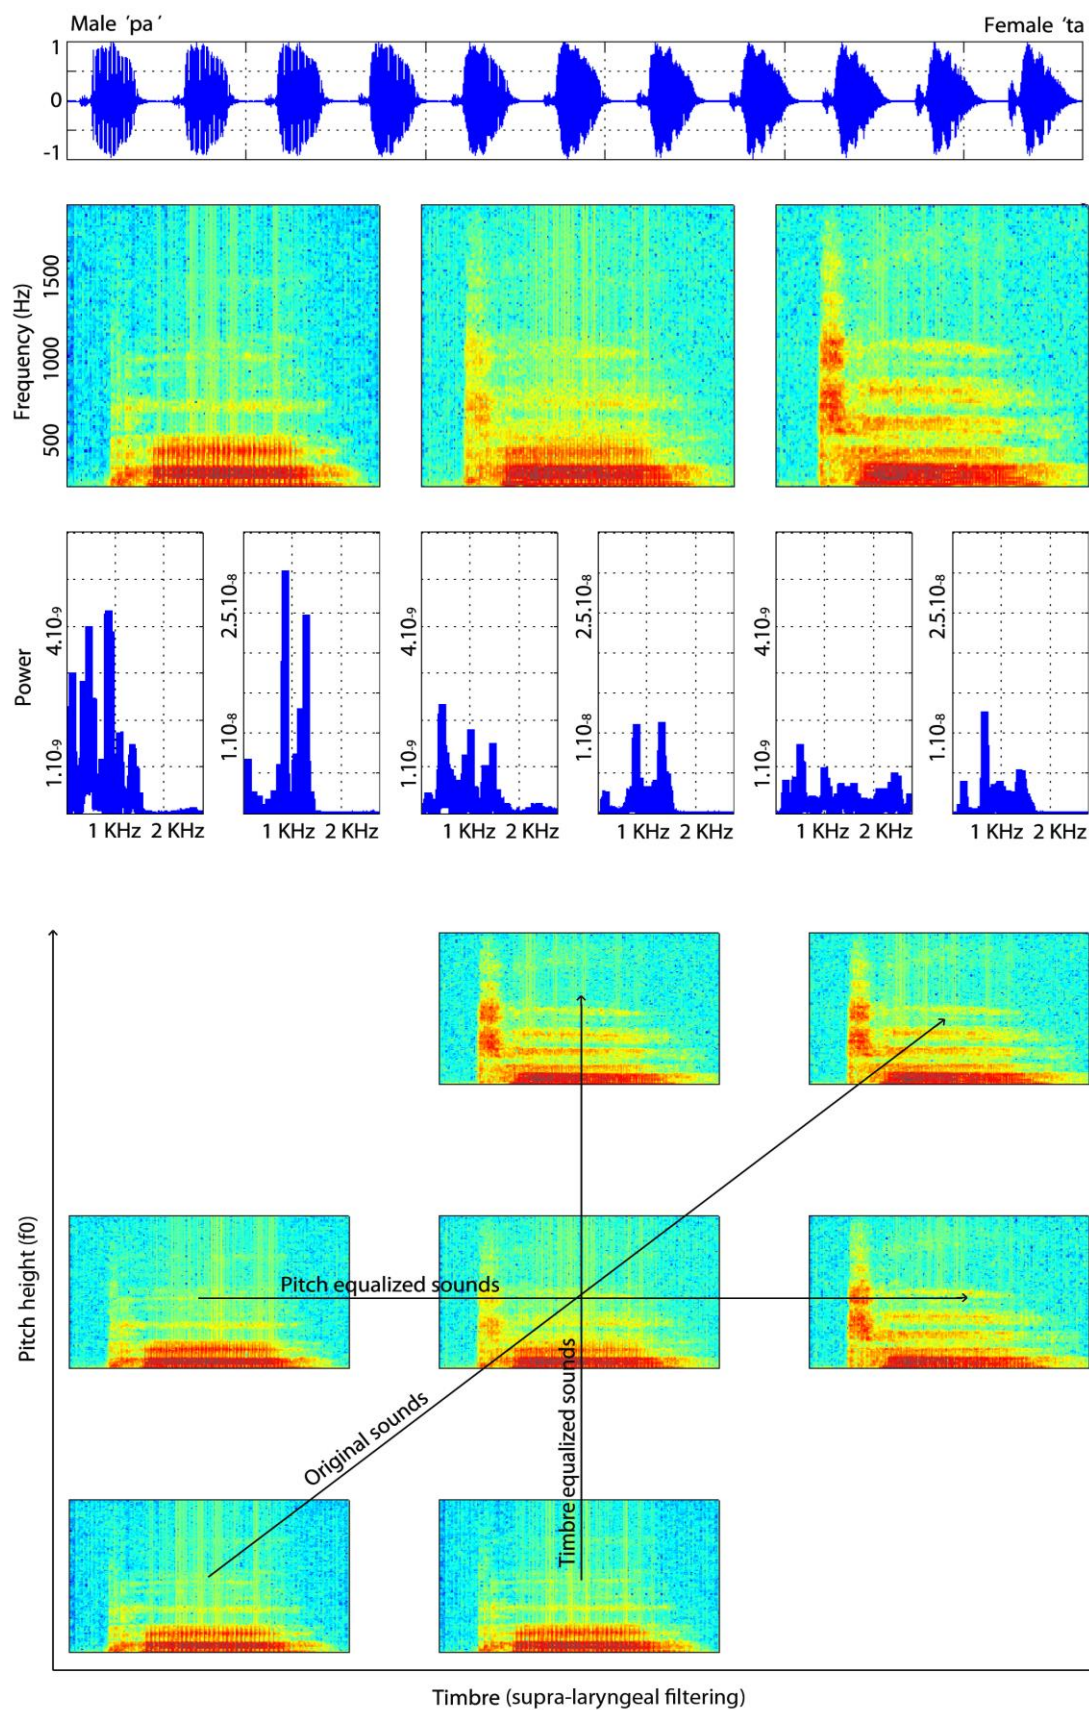 Male ‘pa’
Female ‘ta
1
0
-1
Frequency (Hz)
1500
1000
500
Power
4.10-9
1.10-9
2.5.10-8
1.10-8
4.10-9
1.10-9
2.5.10-8
1.10-8
4.10-9
1.10-9
2.5.10-8
1.10-8
1 KHz 2 KHz
1 KHz 2 KHz
1 KHz 2 KHz
1 KHz 2 KHz
1 KHz 2 KHz
1 KHz 2 KHz
Pitch height (f0)
Pitch equalized sounds
Original sounds
Timbre equalized sounds
Timbre (supra-laryngeal filtering)